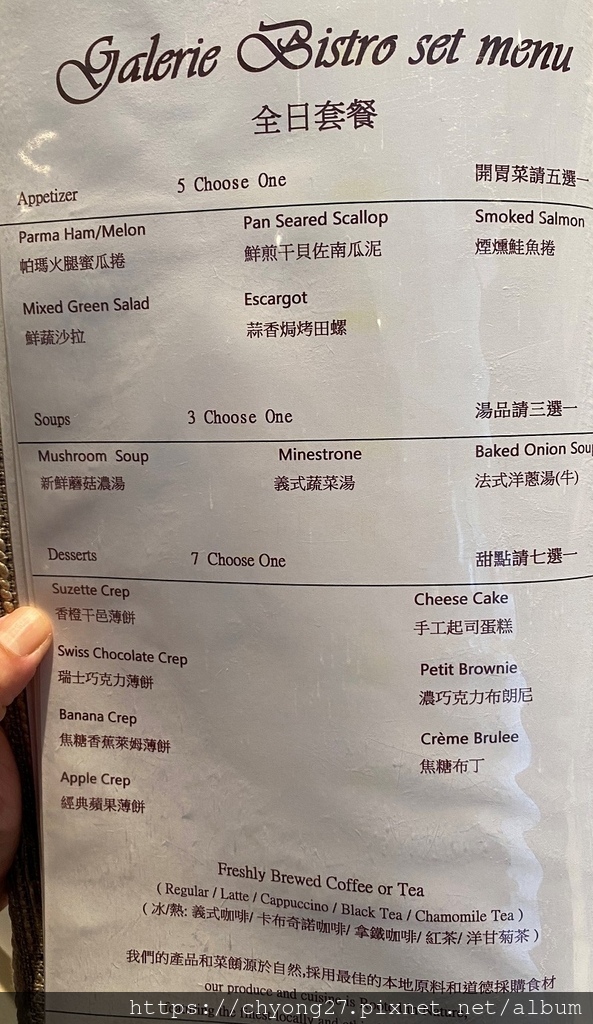 Galerie Bistro set menu
全日套餐
Appetizer 5 Choose One 開胃菜請五選一
Parma Ham/Melon Pan Seared Scallop Smoked Salmon
帕瑪火腿蜜瓜捲 鮮煎干貝佐南瓜泥 煙燻鮭魚捲
Mixed Green Salad Escargot
鮮蔬沙拉 蒜香焗烤田螺
Soups 3 Choose One 湯品請三選一
Mushroom Soup Minestrone Baked Onion Soup
新鮮蘑菇濃湯 義式蔬菜湯 法式洋蔥湯(牛)
Desserts 7 Choose One 甜點請七選一
Suzette Crep Cheese Cake
香橙干邑薄餅 手工起司蛋糕
Swiss Chocolate Crep Petit Brownie
瑞士巧克力薄餅 濃巧克力布朗尼
Banana Crep Crème Brulee
焦糖香蕉萊姆薄餅 焦糖布丁
Apple Crep
經典蘋果薄餅
Freshly Brewed Coffee or Tea
( Regular / Latte / Cappuccino / Black Tea / Chamomile Tea )
( 冰/熱: 義式咖啡/ 卡布奇諾咖啡/ 拿鐵咖啡/ 紅茶/ 洋甘菊茶 )
我們的產品和菜餚源於自然,採用最佳的本地原料和道德採購食材
our produce and cuisine is
https://chyong27.pixnet.net/album